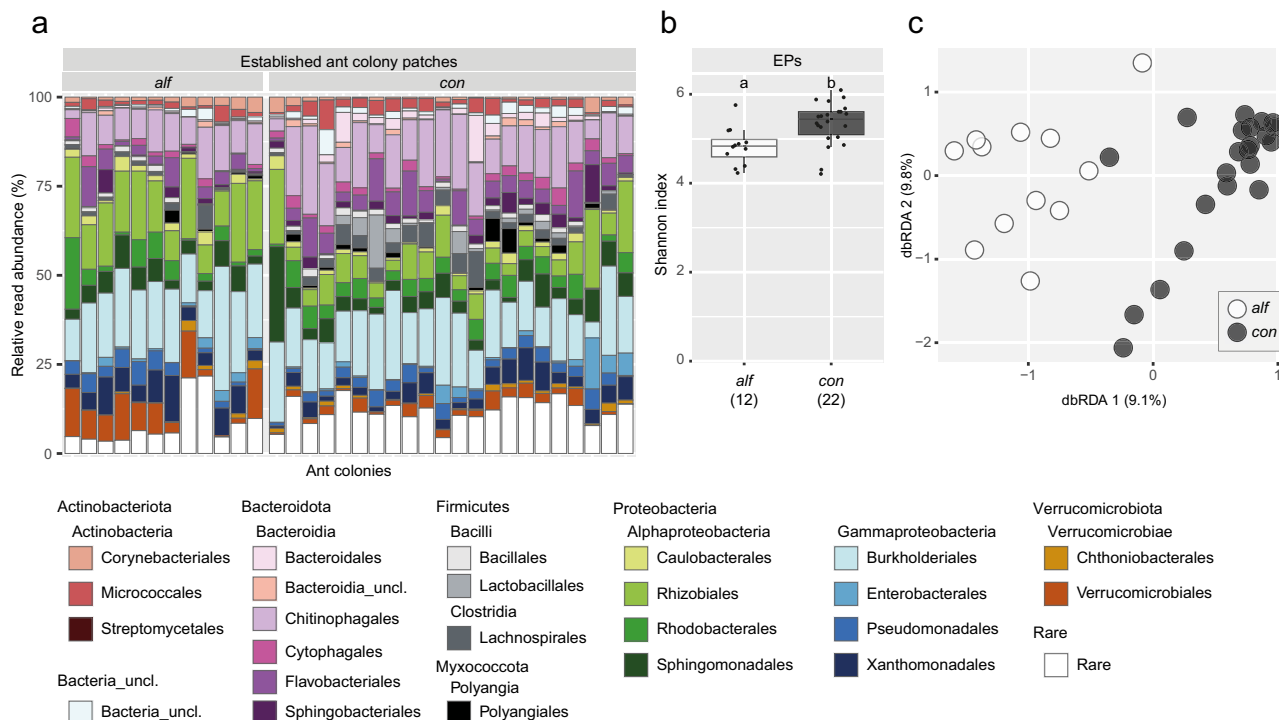 a
Established ant colony patches
alf
con
100
75
50
25
0
Relative read abundance (%)
Ant colonies
b
EPs
a
b
6
4
2
0
Shannon index
alf
(12)
con
(22)
c
1
0
−1
−2
dbRDA 2 (9.8%)
alf
con
−1
0
1
dbRDA 1 (9.1%)
Actinobacteriota
Actinobacteria
Corynebacteriales
Micrococcales
Streptomycetales
Bacteria_uncl.
Bacteria_uncl.
Bacteroidota
Bacteroidia
Bacteroidales
Bacteroidia_uncl.
Chitinophagales
Cytophagales
Flavobacteriales
Sphingobacteriales
Firmicutes
Bacilli
Bacillales
Lactobacillales
Clostridia
Lachnospirales
Myxococcota
Polyangia
Polyangiales
Proteobacteria
Alphaproteobacteria
Caulobacterales
Rhizobiales
Rhodobacterales
Sphingomonadales
Gammaproteobacteria
Burkholderiales
Enterobacterales
Pseudomonadales
Xanthomonadales
Verrucomicrobiota
Verrucomicrobiae
Chthoniobacterales
Verrucomicrobiales
Rare
Rare